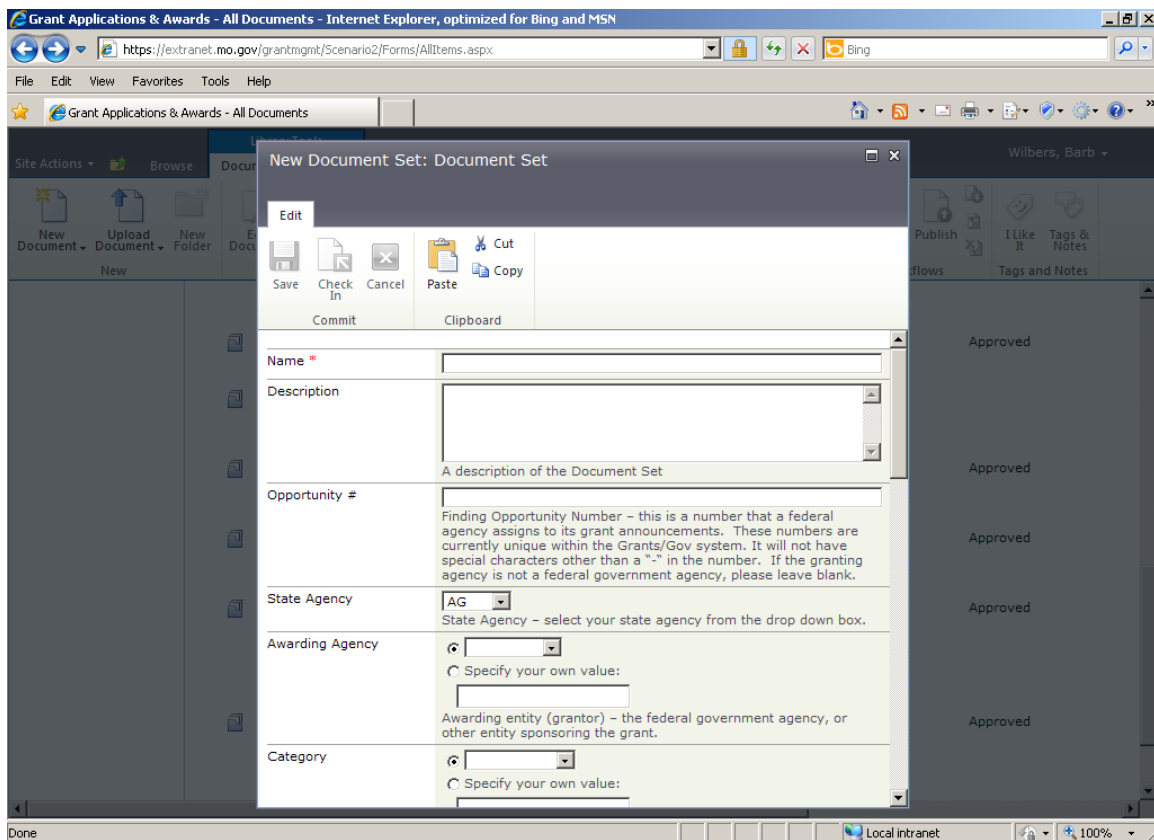 Grant Applications & Awards - All Documents - Internet Explorer, optimized for Bing and MSN
https://extranet.mo.gov/grantmgmt/Scenario2/Forms/AllItems.aspx
Bing
File Edit View Favorites Tools Help
Grant Applications & Awards - All Documents
Library Tools
Site Actions Browse Docu
Wilbers, Barb
New Document
Upload Document
New Folder
New
Publish
I Like It
Tags & Notes
flows
Tags and Notes
New Document Set: Document Set
Edit
Save
Check In
Cancel
Paste
Cut
Copy
Commit
Clipboard
Name *
Description
A description of the Document Set
Opportunity #
Finding Opportunity Number – this is a number that a federal
agency assigns to its grant announcements. These numbers are
currently unique within the Grants/Gov system. It will not have
special characters other than a "-" in the number. If the granting
agency is not a federal government agency, please leave blank.
State Agency
AG
State Agency – select your state agency from the drop down box.
Awarding Agency
Specify your own value:
Awarding entity (grantor) – the federal government agency, or
other entity sponsoring the grant.
Category
Specify your own value:
Approved
Approved
Approved
Approved
Approved
Done
Local intranet
100%